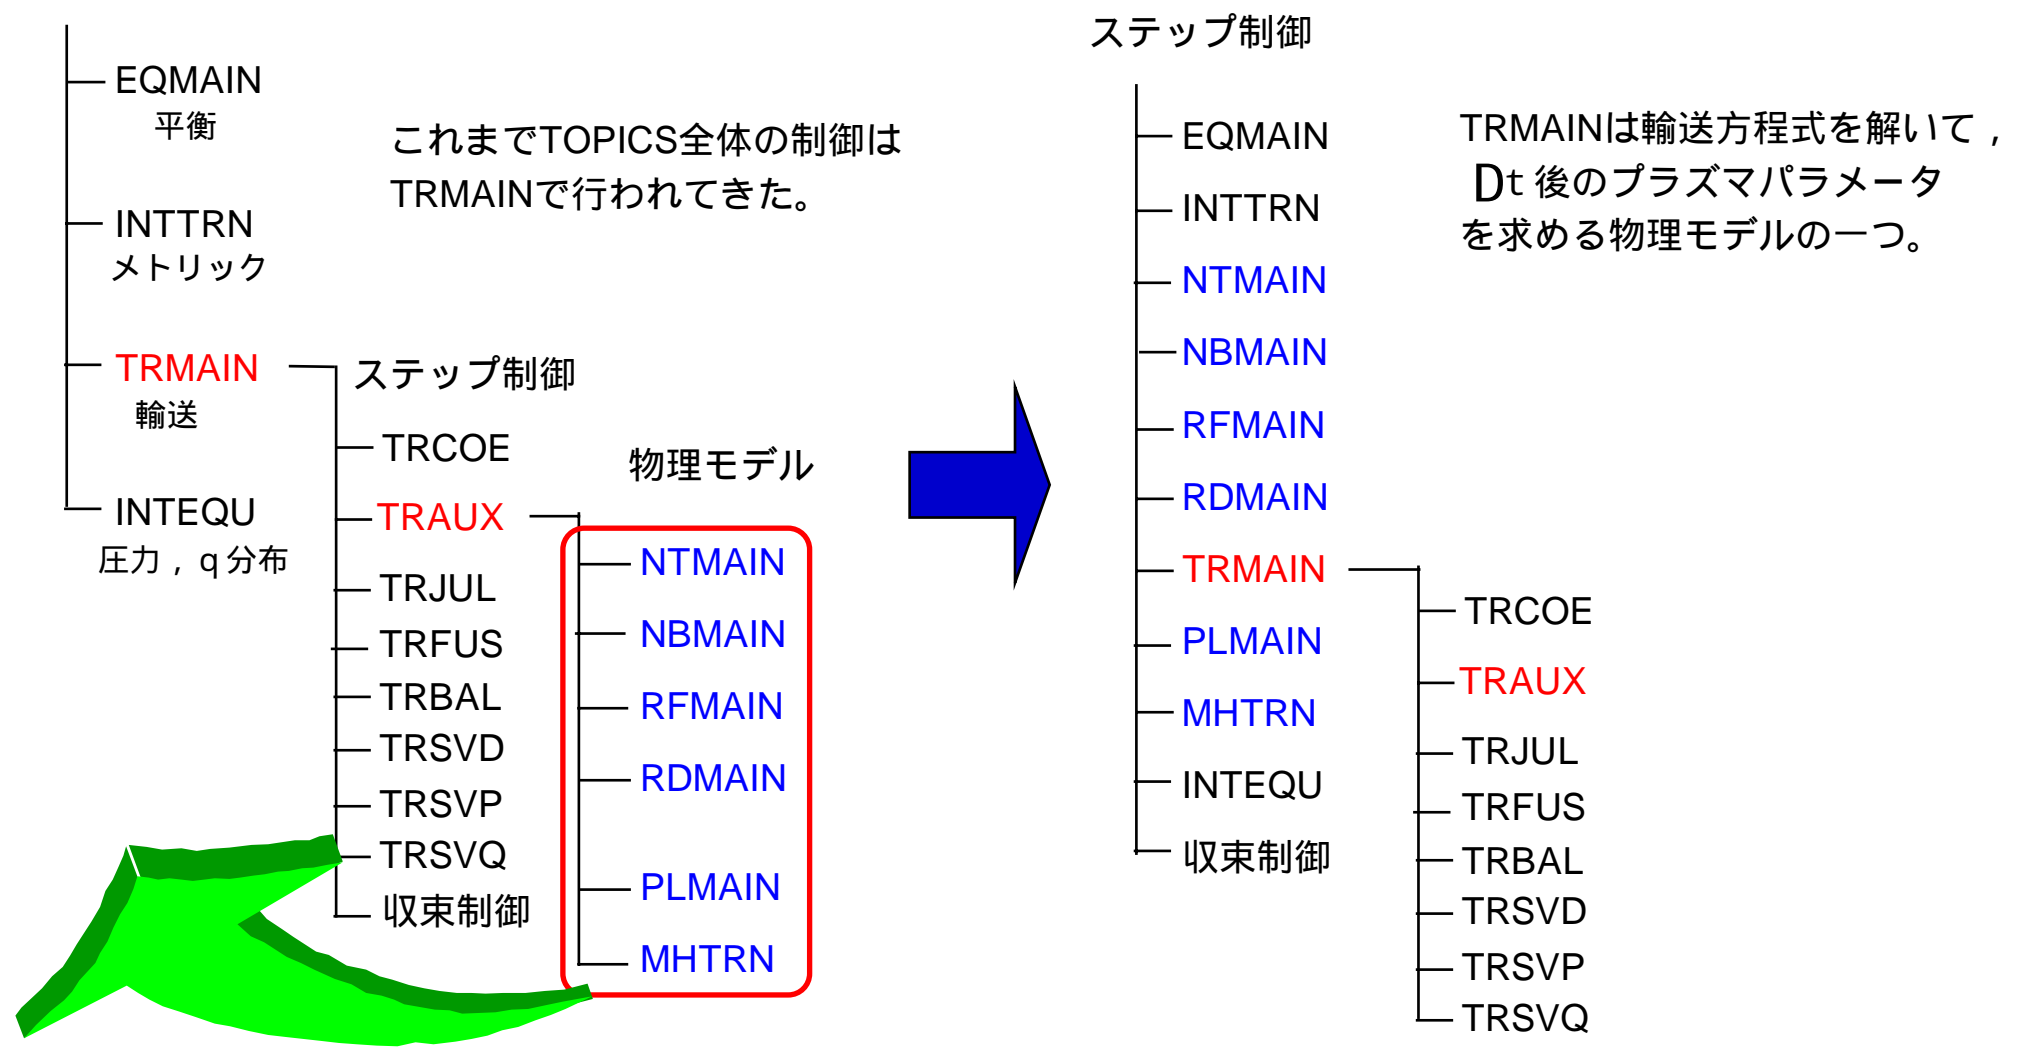 EQMAIN
平衡
INTTRN
メトリック
TRMAIN
輸送
INTEQU
圧力，q 分布
これまでTOPICS全体の制御は
TRMAINで行われてきた。
ステップ制御
TRCOE
TRAUX
TRJUL
TRFUS
TRBAL
TRSVD
TRSVP
TRSVQ
収束制御
物理モデル
NTMAIN
NBMAIN
RFMAIN
RDMAIN
PLMAIN
MHTRN
ステップ制御
EQMAIN
INTTRN
NTMAIN
NBMAIN
RFMAIN
RDMAIN
TRMAIN
PLMAIN
MHTRN
INTEQU
収束制御
TRMAINは輸送方程式を解いて，
Dt 後のプラズマパラメータ
を求める物理モデルの一つ。
TRCOE
TRAUX
TRJUL
TRFUS
TRBAL
TRSVD
TRSVP
TRSVQ